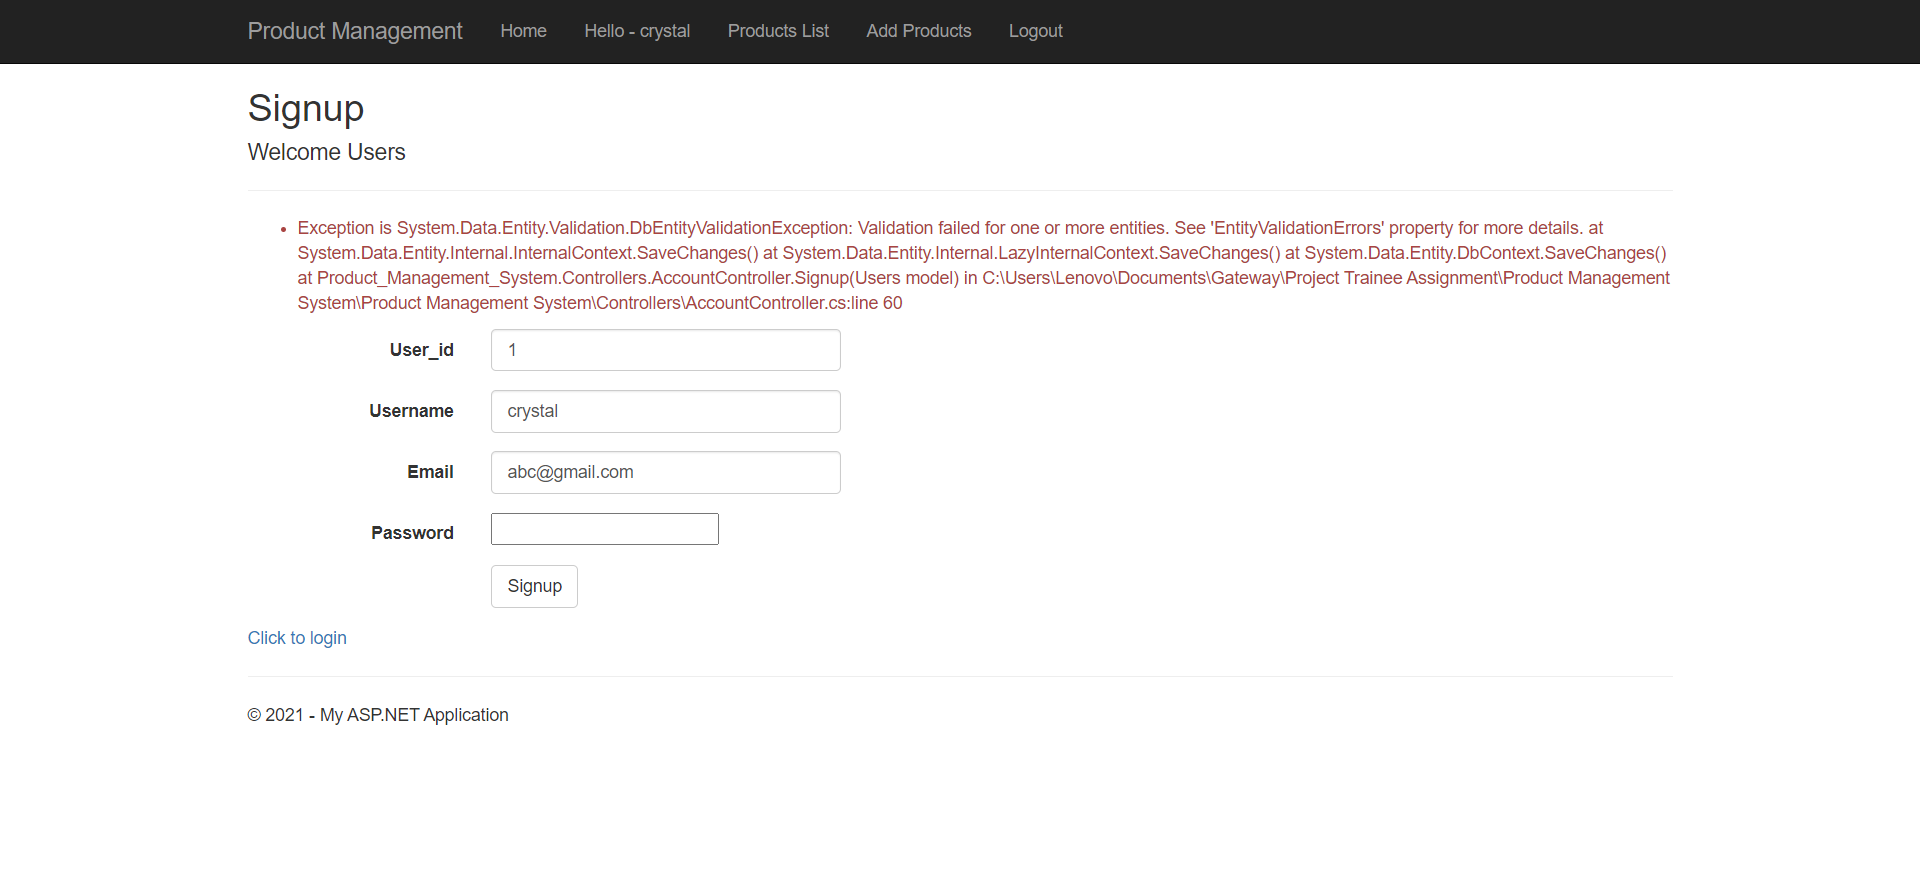 Product Management Home Hello - crystal Products List Add Products Logout
Signup
Welcome Users
Exception is System.Data.Entity.Validation.DbEntityValidationException: Validation failed for one or more entities. See 'EntityValidationErrors' property for more details. at
System.Data.Entity.Internal.InternalContext.SaveChanges() at System.Data.Entity.Internal.LazyInternalContext.SaveChanges() at System.Data.Entity.DbContext.SaveChanges()
at Product_Management_System.Controllers.AccountController.Signup(Users model) in C:\Users\Lenovo\Documents\Gateway\Project Trainee Assignment\Product Management
System\Product Management System\Controllers\AccountController.cs:line 60
User_id 1
Username crystal
Email abc@gmail.com
Password
Signup
Click to login
© 2021 - My ASP.NET Application